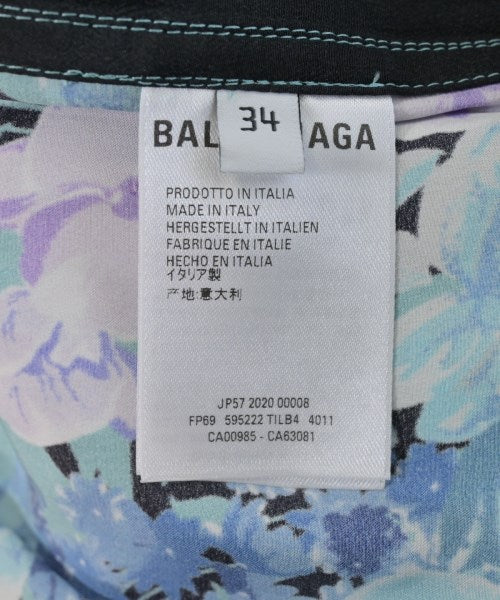 34
BAL AGA
PRODOTTO IN ITALIA
MADE IN ITALY
HERGESTELLT IN ITALIEN
FABRIQUE EN ITALIE
HECHO EN ITALIA
イタリア製
产地:意大利
JP57 2020 00008
FP69 595222 TILB4 4011
CA00985 - CA63081